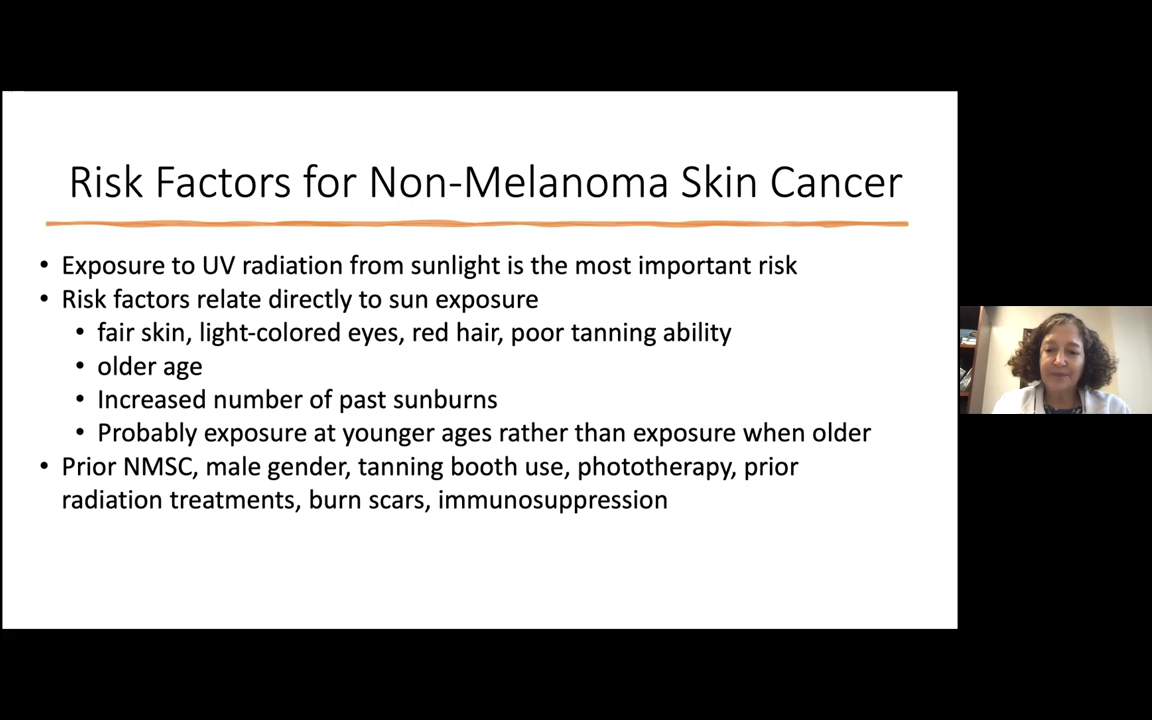 Risk Factors for Non-Melanoma Skin Cancer
• Exposure to UV radiation from sunlight is the most important risk
• Risk factors relate directly to sun exposure
• fair skin, light-colored eyes, red hair, poor tanning ability
• older age
• Increased number of past sunburns
• Probably exposure at younger ages rather than exposure when older
• Prior NMSC, male gender, tanning booth use, phototherapy, prior
radiation treatments, burn scars, immunosuppression